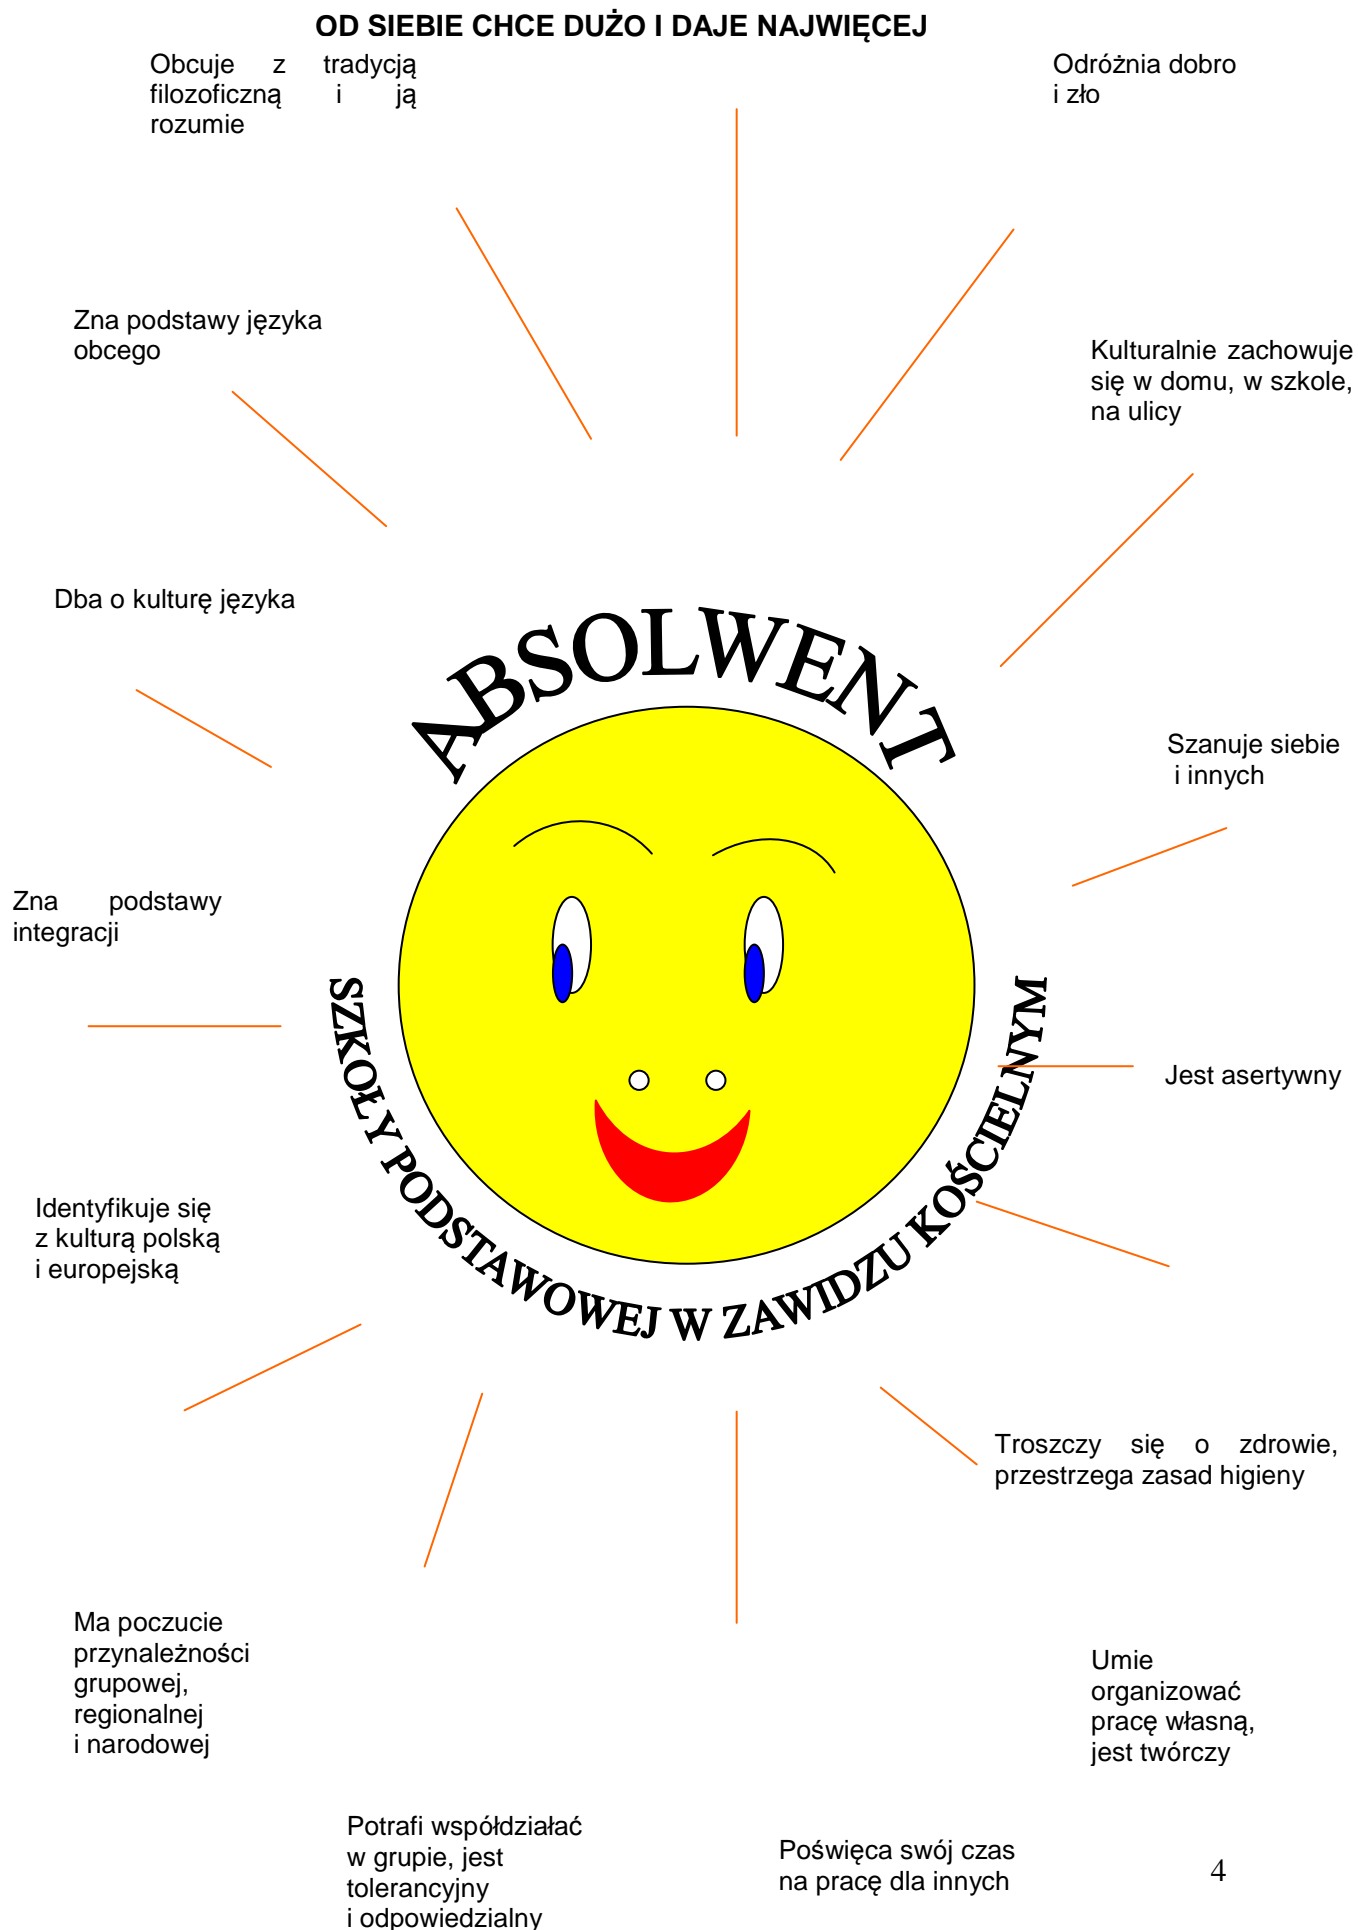 OD SIEBIE CHCE DUŻO I DAJE NAJWIĘCEJ
Obcuje z tradycją
filozoficzną i ją
rozumie
Odróżnia dobro
i zło
Zna podstawy języka
obcego
Kulturalnie zachowuje
się w domu, w szkole,
na ulicy
Dba o kulturę języka
ABSOLWENT
Szanuje siebie
i innych
Zna podstawy
integracji
SZKOŁY PODSTAWOWEJ W ZAWIDZU KOŚCIELNYM
Jest asertywny
Identyfikuje się
z kulturą polską
i europejską
Troszczy się o zdrowie,
przestrzega zasad higieny
Ma poczucie
przynależności
grupowej,
regionalnej
i narodowej
Umie
organizować
pracę własną,
jest twórczy
Potrafi współdziałać
w grupie, jest
tolerancyjny
i odpowiedzialny
Poświęca swój czas
na pracę dla innych
4